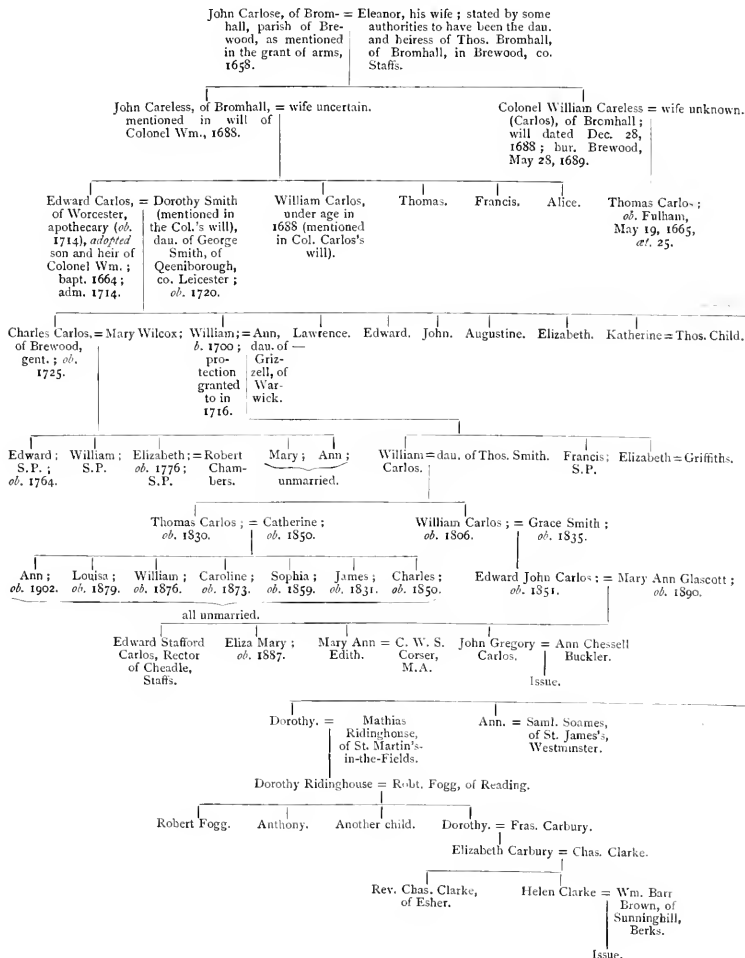 John Carlose, of Brom- = Eleanor, his wife ; stated by some
hall, parish of Bre- authorities to have been the dau.
wood, as mentioned and heiress of Thos. Bromhall,
in the grant of arms, of Bromhall, in Brewood, co.
1658. Staffs.
John Careless, of Bromhall, = wife uncertain.
mentioned in will of
Colonel Wm., 1688.
Colonel William Careless = wife unknown.
(Carlos), of Bromhall ;
will dated Dec. 28,
1688 ; bur. Brewood,
May 28, 1689.
Edward Carlos, =
of Worcester,
apothecary (ob.
1714), adopted
son and heir of
Colonel Wm. ;
bapt. 1664 ;
adm. 1714.
Dorothy Smith
(mentioned in
the Col.'s will),
dau. of George
Smith, of
Qeeniborough,
co. Leicester ;
ob. 1720.
William Carlos,
under age in
1688 (mentioned
in Col. Carlos's
will).
Thomas.
Francis.
Alice.
Thomas Carlos ;
ob. Fulham,
May 19, 1665,
æt. 25.
Charles Carlos, = Mary Wilcox ;
of Brewood,
gent. ; ob.
1725.
William ; =
b. 1700 ;
pro-
tection
granted
to in
1716.
Ann,
dau. of —
Griz-
zell, of
War-
wick.
Lawrence.
Edward.
John.
Augustine.
Elizabeth.
Katherine = Thos. Child.
Edward ;
S.P. ;
ob. 1764.
William ;
S.P.
Elizabeth ; = Robert
ob. 1776 ; Cham-
S.P. bers.
Mary ; Ann ;
unmarried.
William = dau. of Thos. Smith.
Carlos.
Francis ;
S.P.
Elizabeth = Griffiths.
Thomas Carlos ; = Catherine ;
ob. 1830. ob. 1850.
William Carlos ; = Grace Smith ;
ob. 1806. ob. 1835.
Ann ;
ob. 1902.
Louisa ;
ob. 1879.
William ;
ob. 1876.
Caroline ;
ob. 1873.
Sophia ;
ob. 1859.
James ;
ob. 1831.
Charles ;
ob. 1850.
all unmarried.
Edward John Carlos ; = Mary Ann Glascott ;
ob. 1851. ob. 1890.
Edward Stafford
Carlos, Rector
of Cheadle,
Staffs.
Eliza Mary ;
ob. 1887.
Mary Ann = C. W. S.
Edith. Corser,
M.A.
John Gregory = Ann Chessell
Carlos. Buckler.
Issue.
Dorothy. = Mathias
Ridinghouse,
of St. Martin's-
in-the-Fields.
Ann. = Saml. Soames,
of St. James's,
Westminster.
Dorothy Ridinghouse = Robt. Fogg, of Reading.
Robert Fogg.
Anthony.
Another child.
Dorothy. = Fras. Carbury.
Elizabeth Carbury = Chas. Clarke.
Rev. Chas. Clarke,
of Esher.
Helen Clarke = Wm. Barr
Brown, of
Sunninghill,
Berks.
Issue.